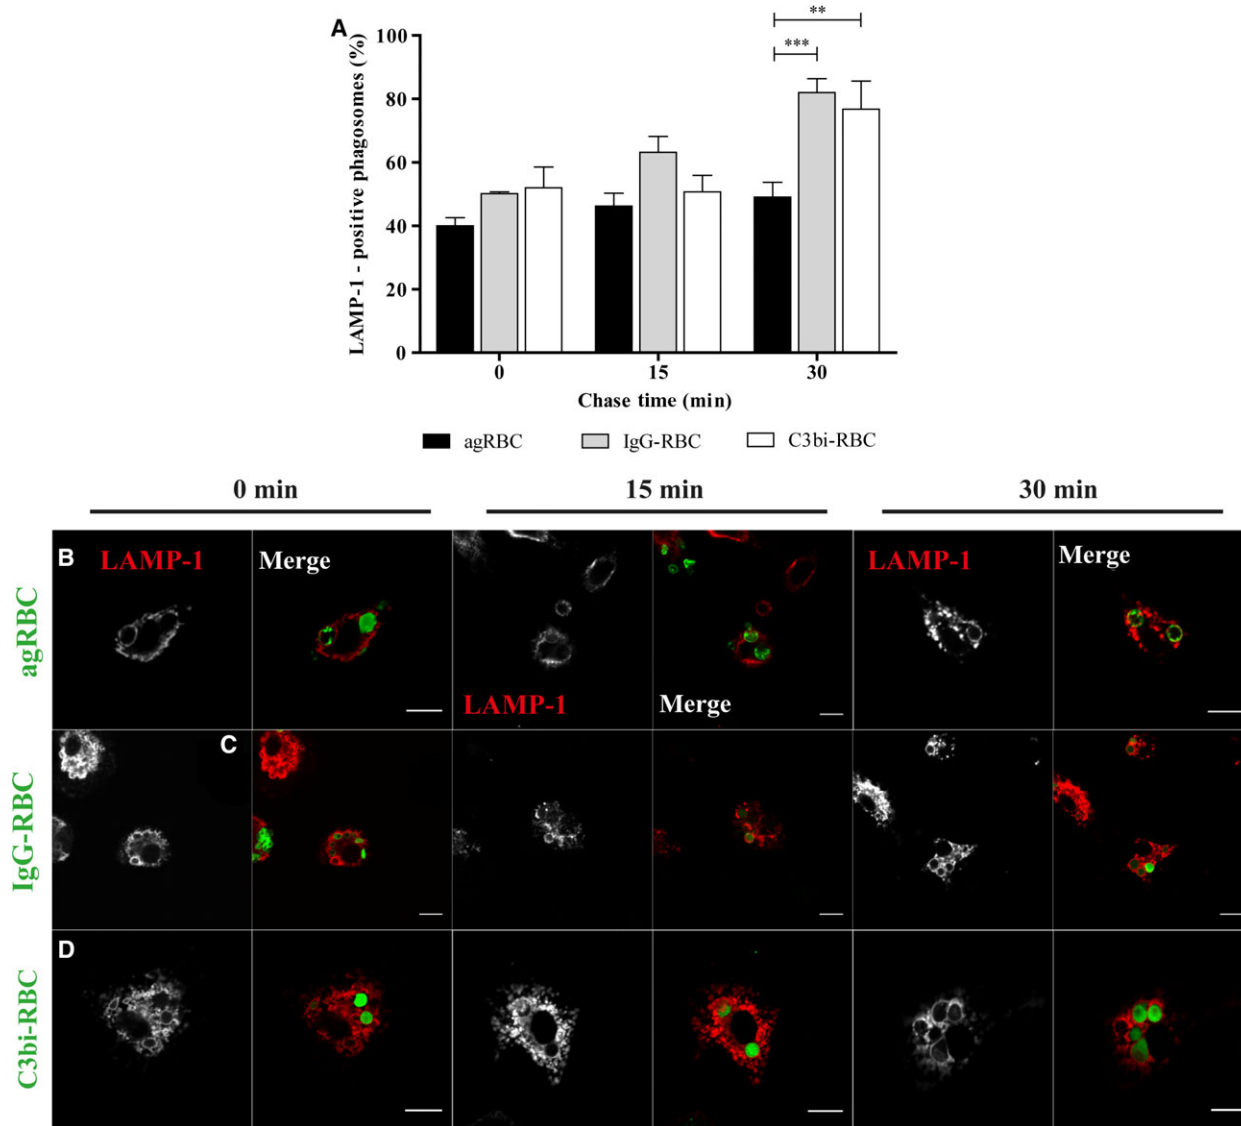 A
**
***
LAMP-1 - positive phagosomes (%)
100
80
60
40
20
0
0 15 30
Chase time (min)
agRBC IgG-RBC C3bi-RBC
0 min 15 min 30 min
agRBC
B
LAMP-1 Merge
LAMP-1 Merge
LAMP-1 Merge
IgG-RBC
C
C3bi-RBC
D